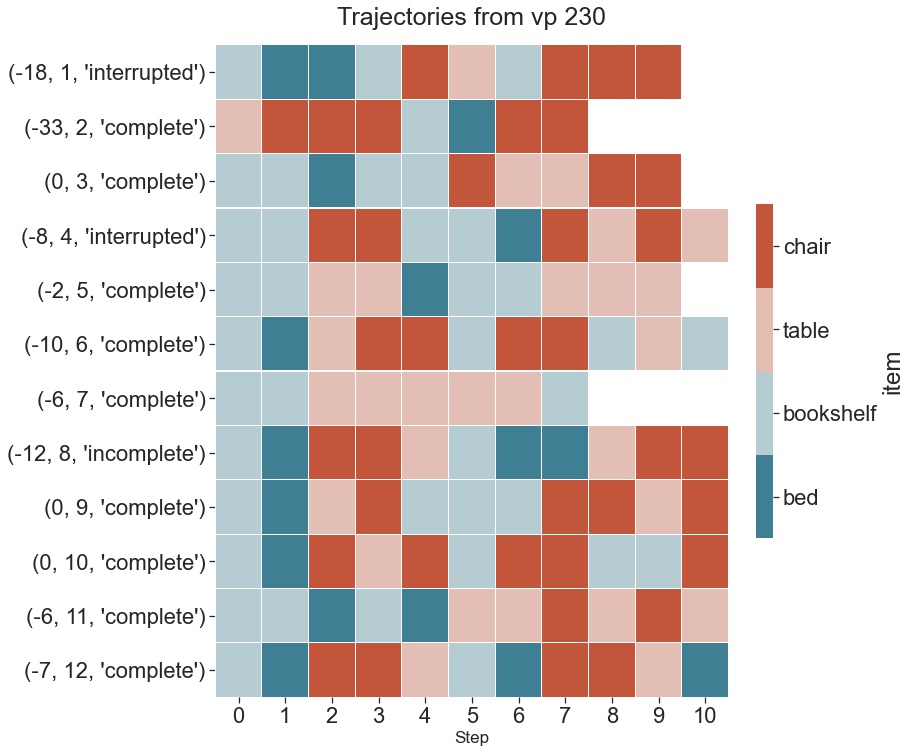 Trajectories from vp 230
(-18, 1, 'interrupted')
(-33, 2, 'complete')
(0, 3, 'complete')
(-8, 4, 'interrupted')
(-2, 5, 'complete')
(-10, 6, 'complete')
(-6, 7, 'complete')
(-12, 8, 'incomplete')
(0, 9, 'complete')
(0, 10, 'complete')
(-6, 11, 'complete')
(-7, 12, 'complete')
0 1 2 3 4 5 6 7 8 9 10
Step
chair
table
bookshelf
bed
item